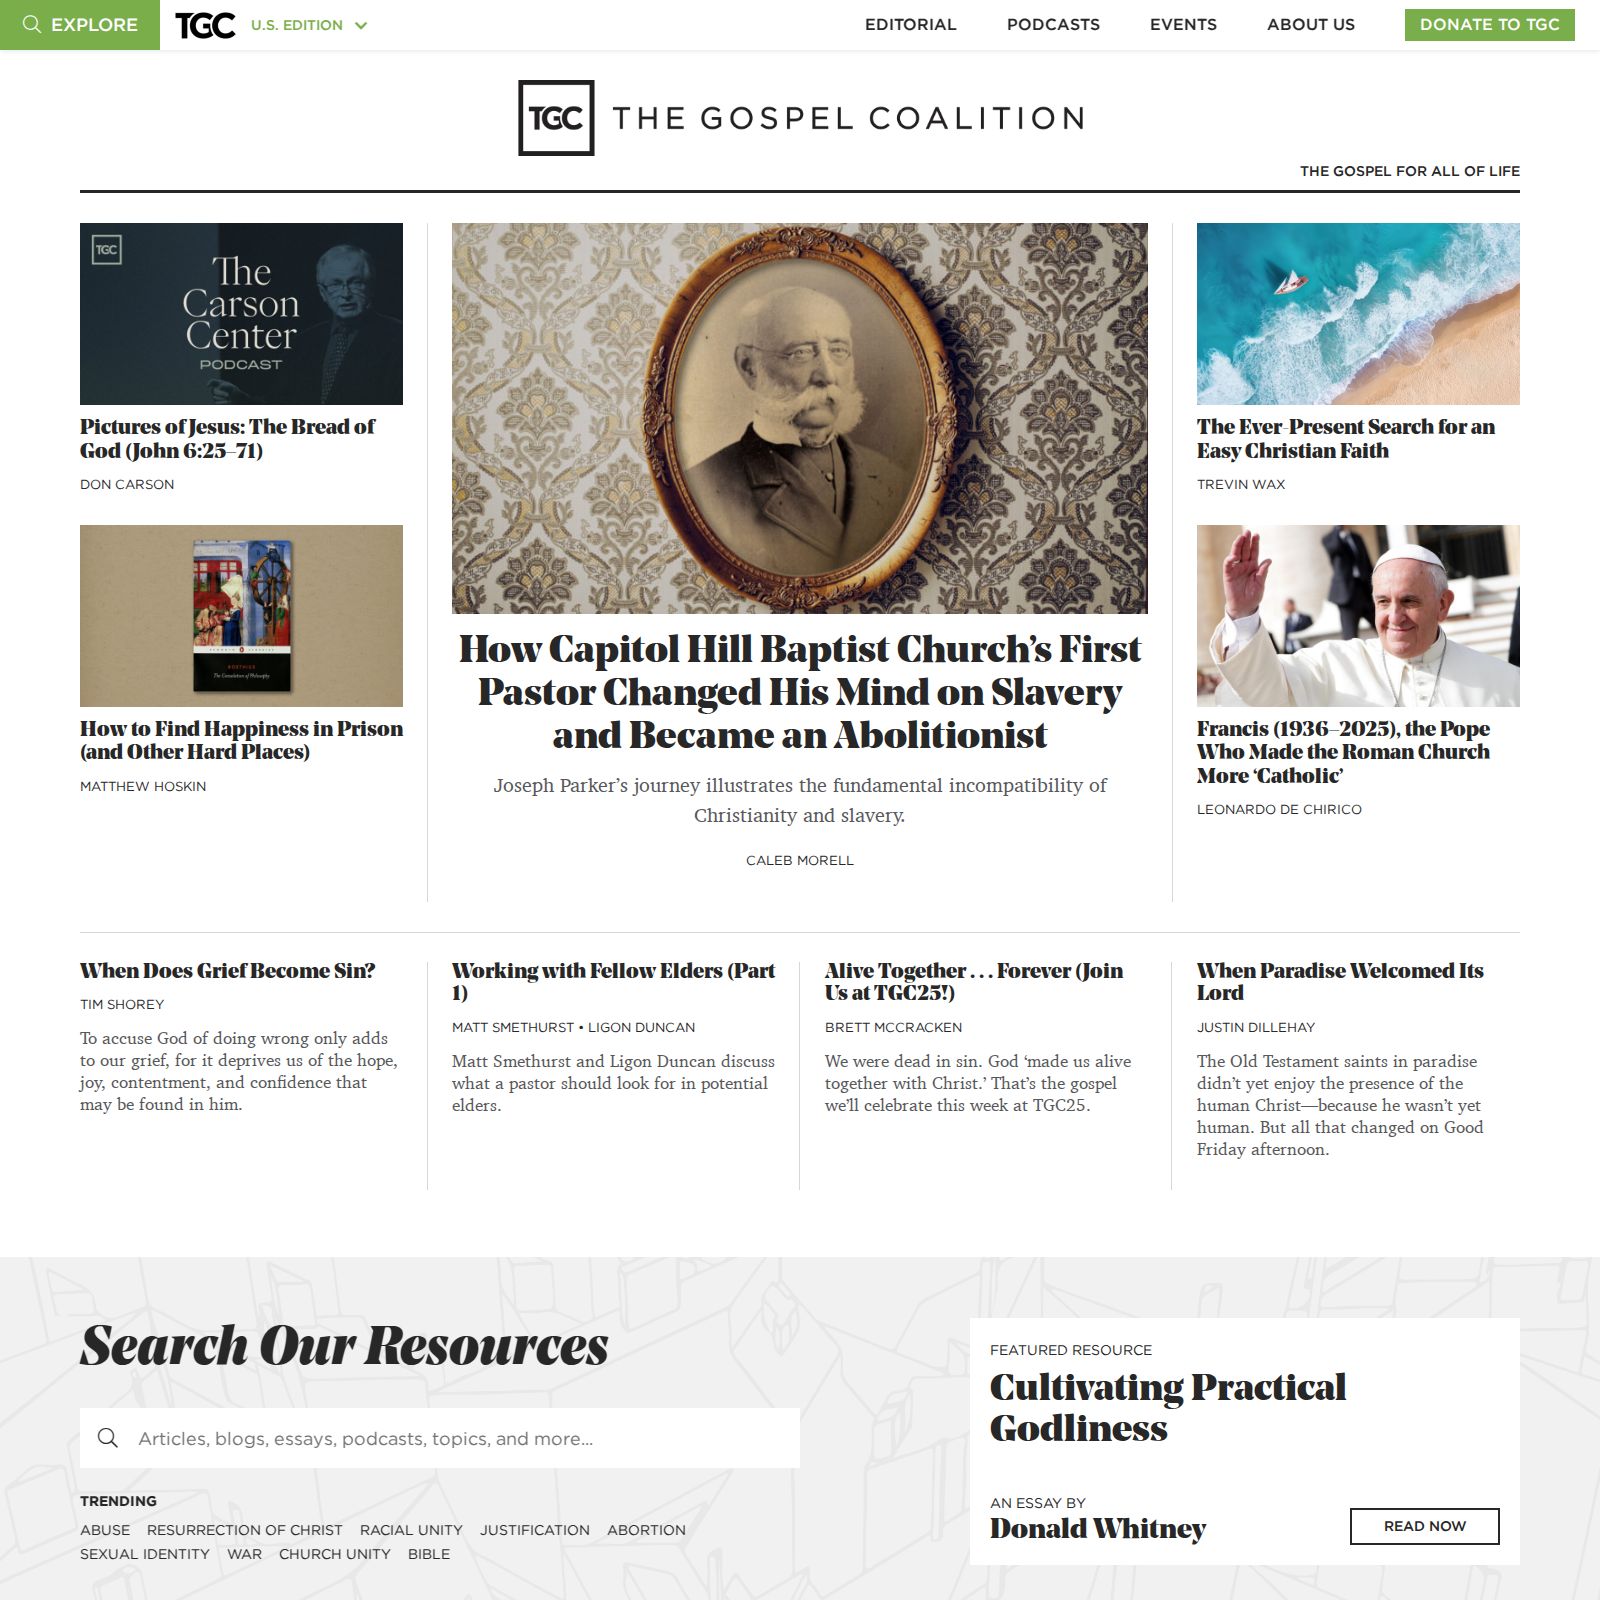 EXPLORE
TGC
U.S. EDITION
EDITORIAL
PODCASTS
EVENTS
ABOUT US
DONATE TO TGC
TGC
THE GOSPEL COALITION
THE GOSPEL FOR ALL OF LIFE
TGC
The
Carson
Center
PODCAST
Pictures of Jesus: The Bread of
God (John 6:25–71)
DON CARSON
BOETHIUS
The Consolation of Philosophy
How to Find Happiness in Prison
(and Other Hard Places)
MATTHEW HOSKIN
How Capitol Hill Baptist Church’s First
Pastor Changed His Mind on Slavery
and Became an Abolitionist
Joseph Parker’s journey illustrates the fundamental incompatibility of
Christianity and slavery.
CALEB MORELL
The Ever-Present Search for an
Easy Christian Faith
TREVIN WAX
Francis (1936–2025), the Pope
Who Made the Roman Church
More ‘Catholic’
LEONARDO DE CHIRICO
When Does Grief Become Sin?
TIM SHOREY
To accuse God of doing wrong only adds
to our grief, for it deprives us of the hope,
joy, contentment, and confidence that
may be found in him.
Working with Fellow Elders (Part
1)
MATT SMETHURST • LIGON DUNCAN
Matt Smethurst and Ligon Duncan discuss
what a pastor should look for in potential
elders.
Alive Together . . . Forever (Join
Us at TGC25!)
BRETT MCCRACKEN
We were dead in sin. God ‘made us alive
together with Christ.’ That’s the gospel
we’ll celebrate this week at TGC25.
When Paradise Welcomed Its
Lord
JUSTIN DILLEHAY
The Old Testament saints in paradise
didn’t yet enjoy the presence of the
human Christ—because he wasn’t yet
human. But all that changed on Good
Friday afternoon.
Search Our Resources
Articles, blogs, essays, podcasts, topics, and more...
TRENDING
ABUSE RESURRECTION OF CHRIST RACIAL UNITY JUSTIFICATION ABORTION
SEXUAL IDENTITY WAR CHURCH UNITY BIBLE
FEATURED RESOURCE
Cultivating Practical
Godliness
AN ESSAY BY
Donald Whitney
READ NOW